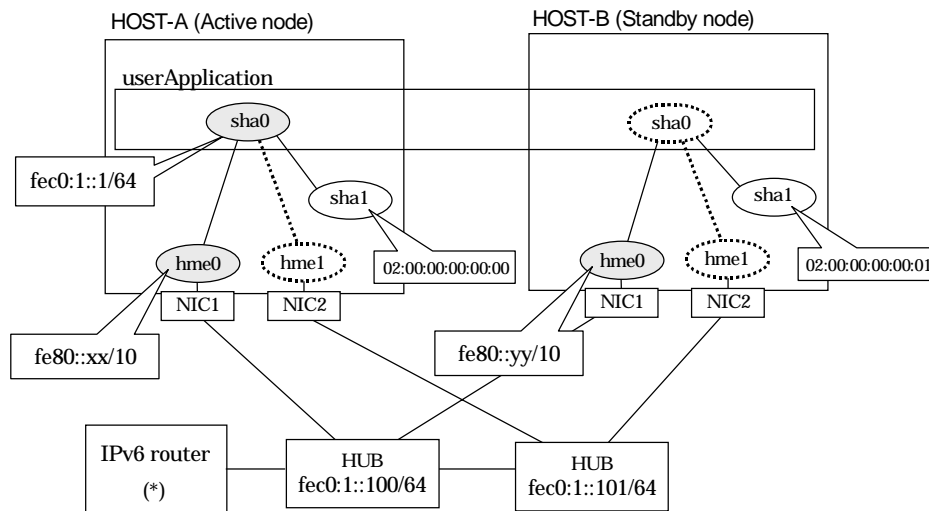 HOST-A (Active node)
HOST-B (Standby node)
userApplication
sha0
sha0
fec0:1::1/64
sha1
sha1
hme0
hme1
02:00:00:00:00:00
hme0
hme1
02:00:00:00:00:01
NIC1
NIC2
NIC1
NIC2
fe80::xx/10
fe80::yy/10
IPv6 router
(*)
HUB
fec0:1::100/64
HUB
fec0:1::101/64